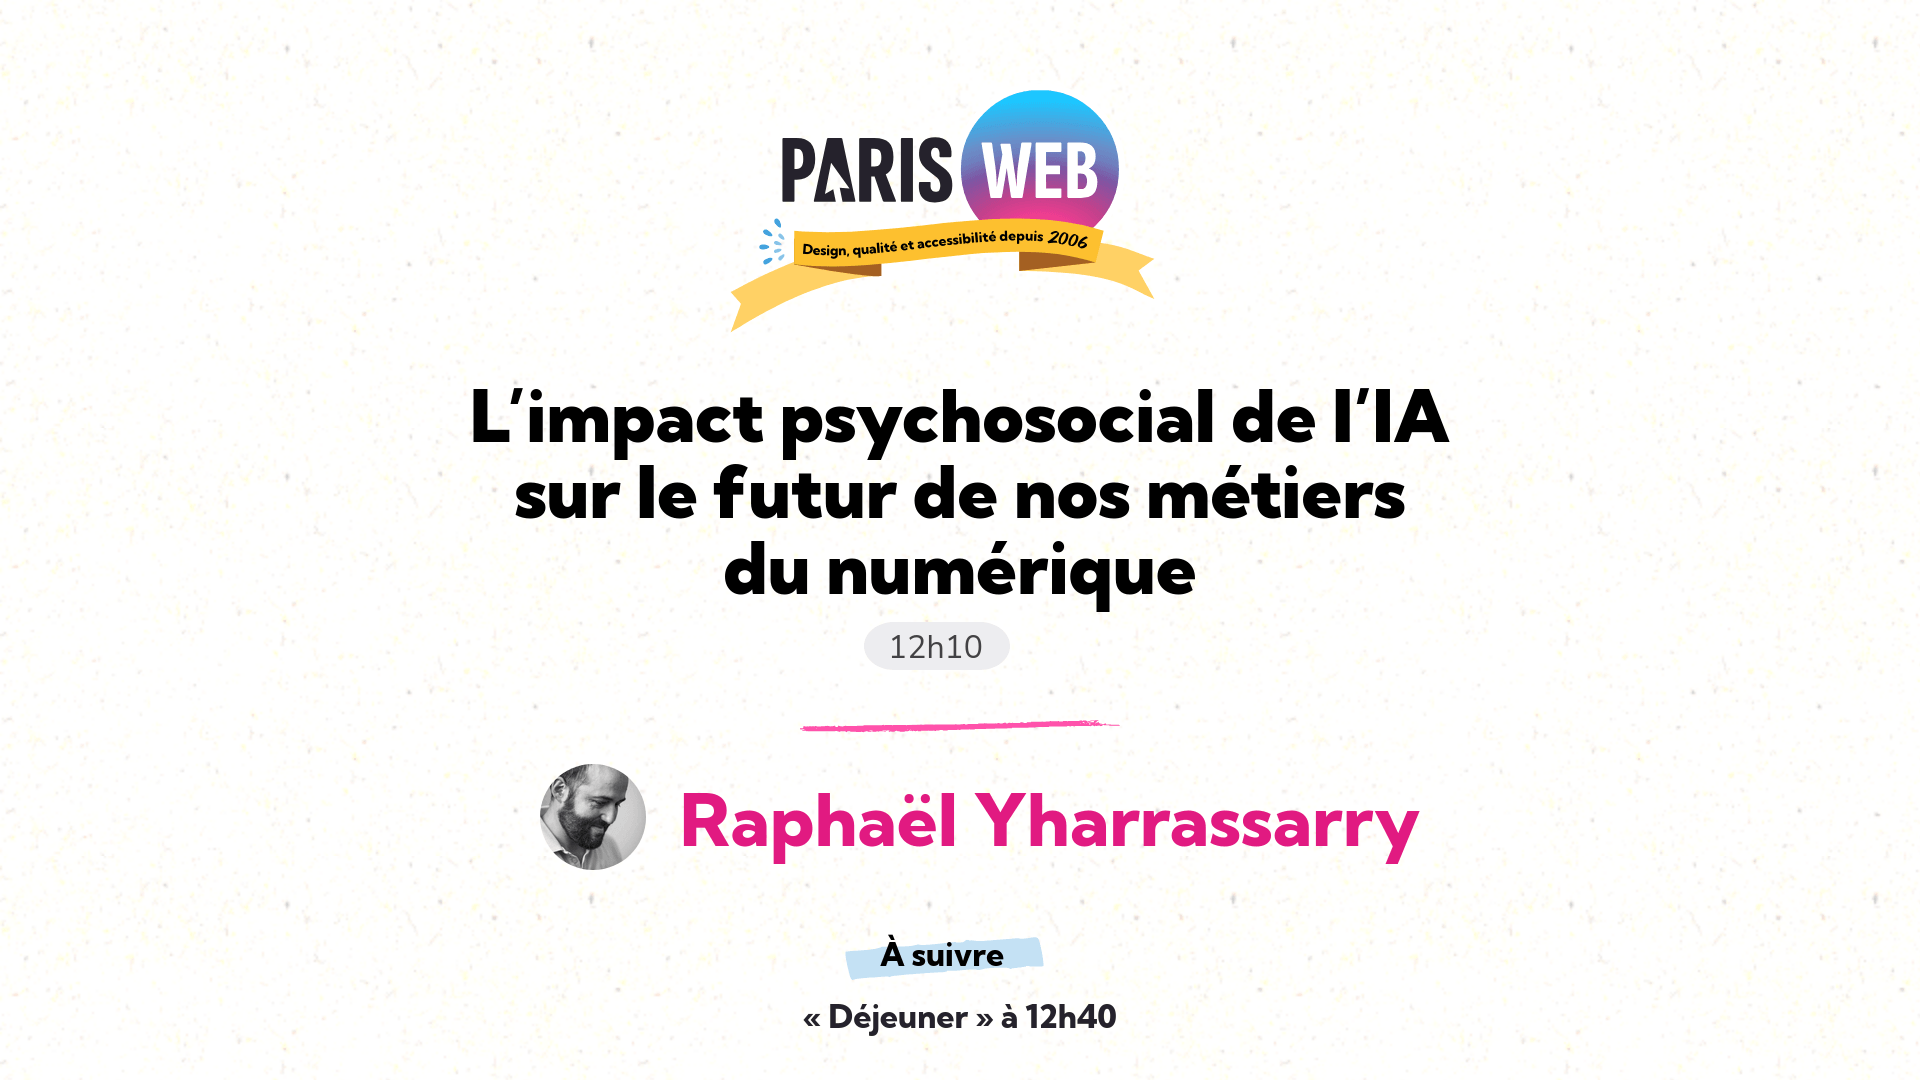 PARIS WEB
Design, qualité et accessibilité depuis 2006
L’impact psychosocial de l’IA
sur le futur de nos métiers
du numérique
12h10
Raphaël Yharrassarry
À suivre
« Déjeuner » à 12h40